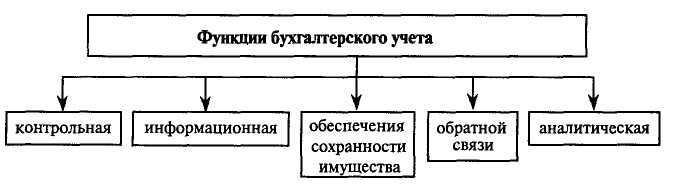 Функции бухгалтерского учета
контрольная
информационная
обеспечения
сохранности
имущества
обратной
связи
аналитическая